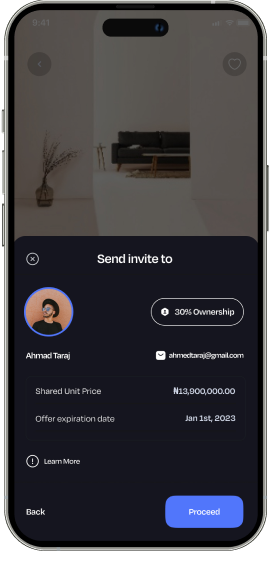 9:41
Send invite to
30% Ownership
Ahmad Taraj
ahmedtaraj@gmail.com
Shared Unit Price
₦13,900,000.00
Offer expiration date
Jan 1st, 2023
Learn More
Back
Proceed